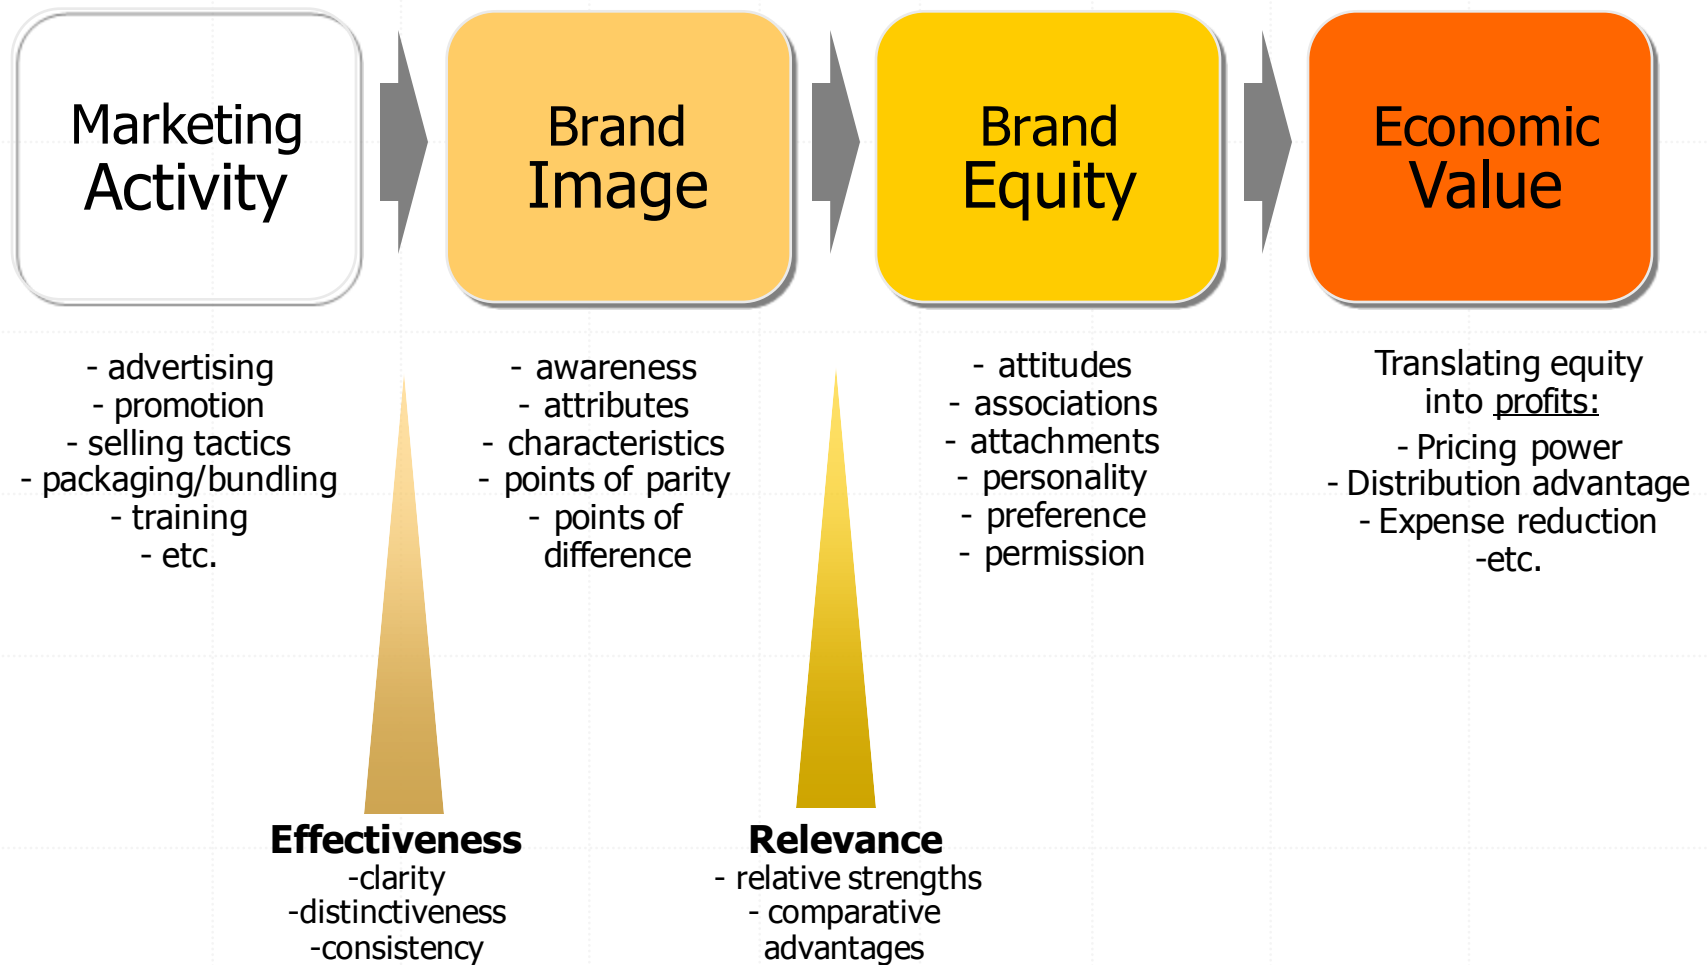 Marketing
Activity
Brand
Image
Brand
Equity
Economic
Value
- advertising
- promotion
- selling tactics
- packaging/bundling
- training
- etc.
- awareness
- attributes
- characteristics
- points of parity
- points of
difference
- attitudes
- associations
- attachments
- personality
- preference
- permission
Translating equity
into profits:
- Pricing power
- Distribution advantage
- Expense reduction
-etc.
Effectiveness
-clarity
-distinctiveness
-consistency
Relevance
- relative strengths
- comparative
advantages